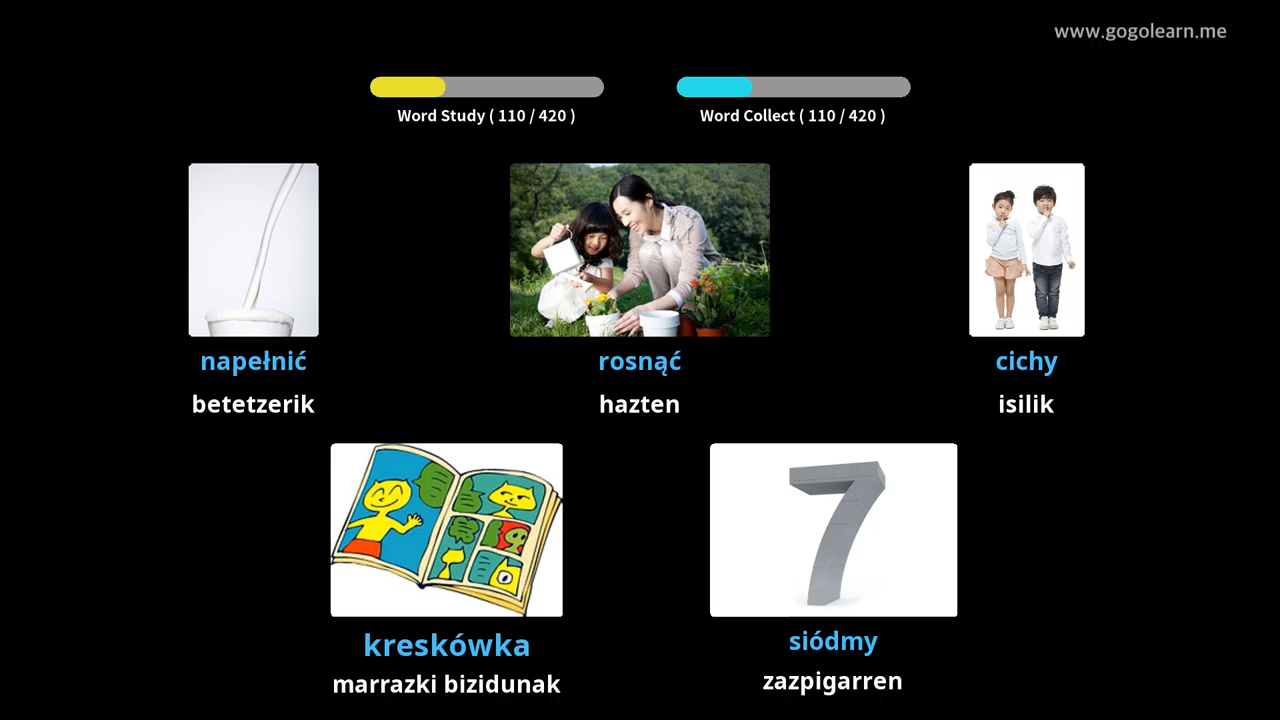 www.gogolearn.me
Word Study ( 110 / 420 )
Word Collect ( 110 / 420 )
napełnić
rosnąć
cichy
betetzerik
hazten
isilik
7
kreskówka
siódmy
marrazki bizidunak
zazpigarren